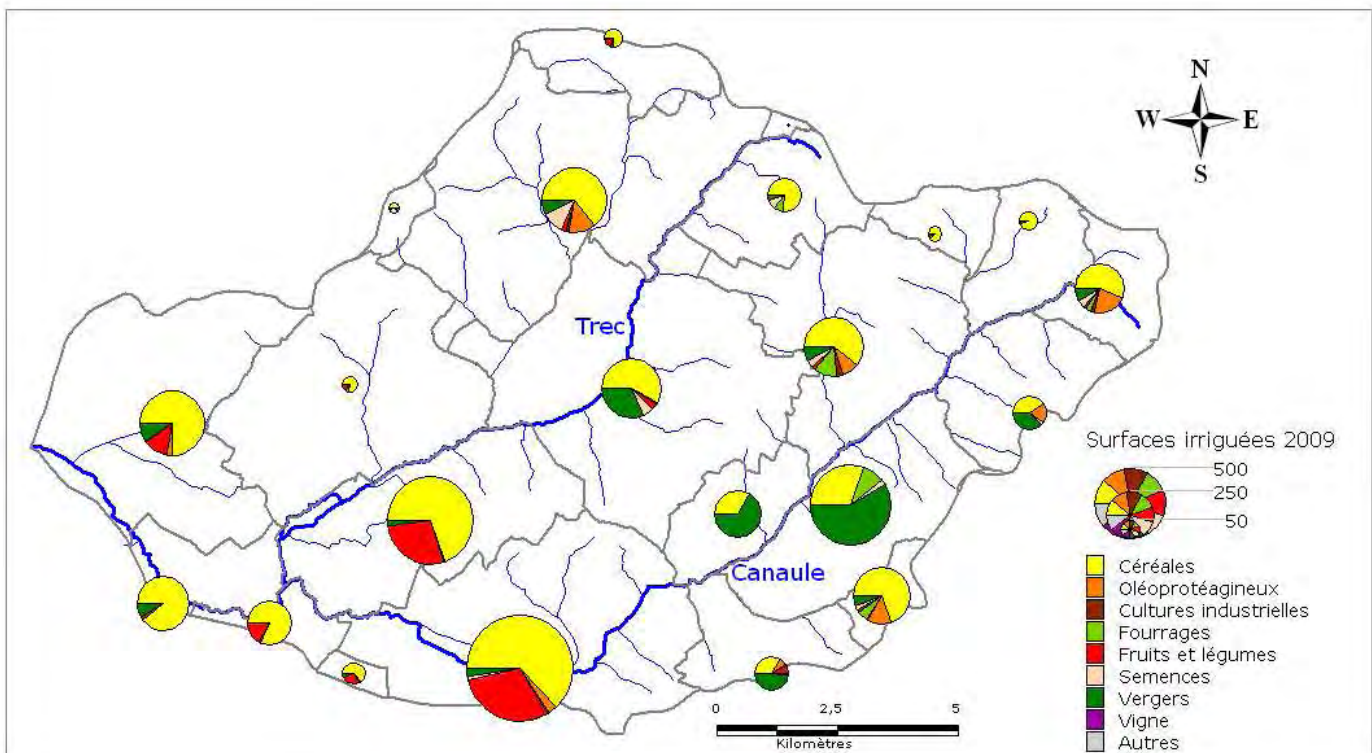 N
W E
S
Trec
Canaule
Surfaces irriguées 2009
500
250
50
Céréales
Oléoprotéagineux
Cultures industrielles
Fourrages
Fruits et légumes
Semences
Vergers
Vigne
Autres
0 2,5 5
Kilomètres